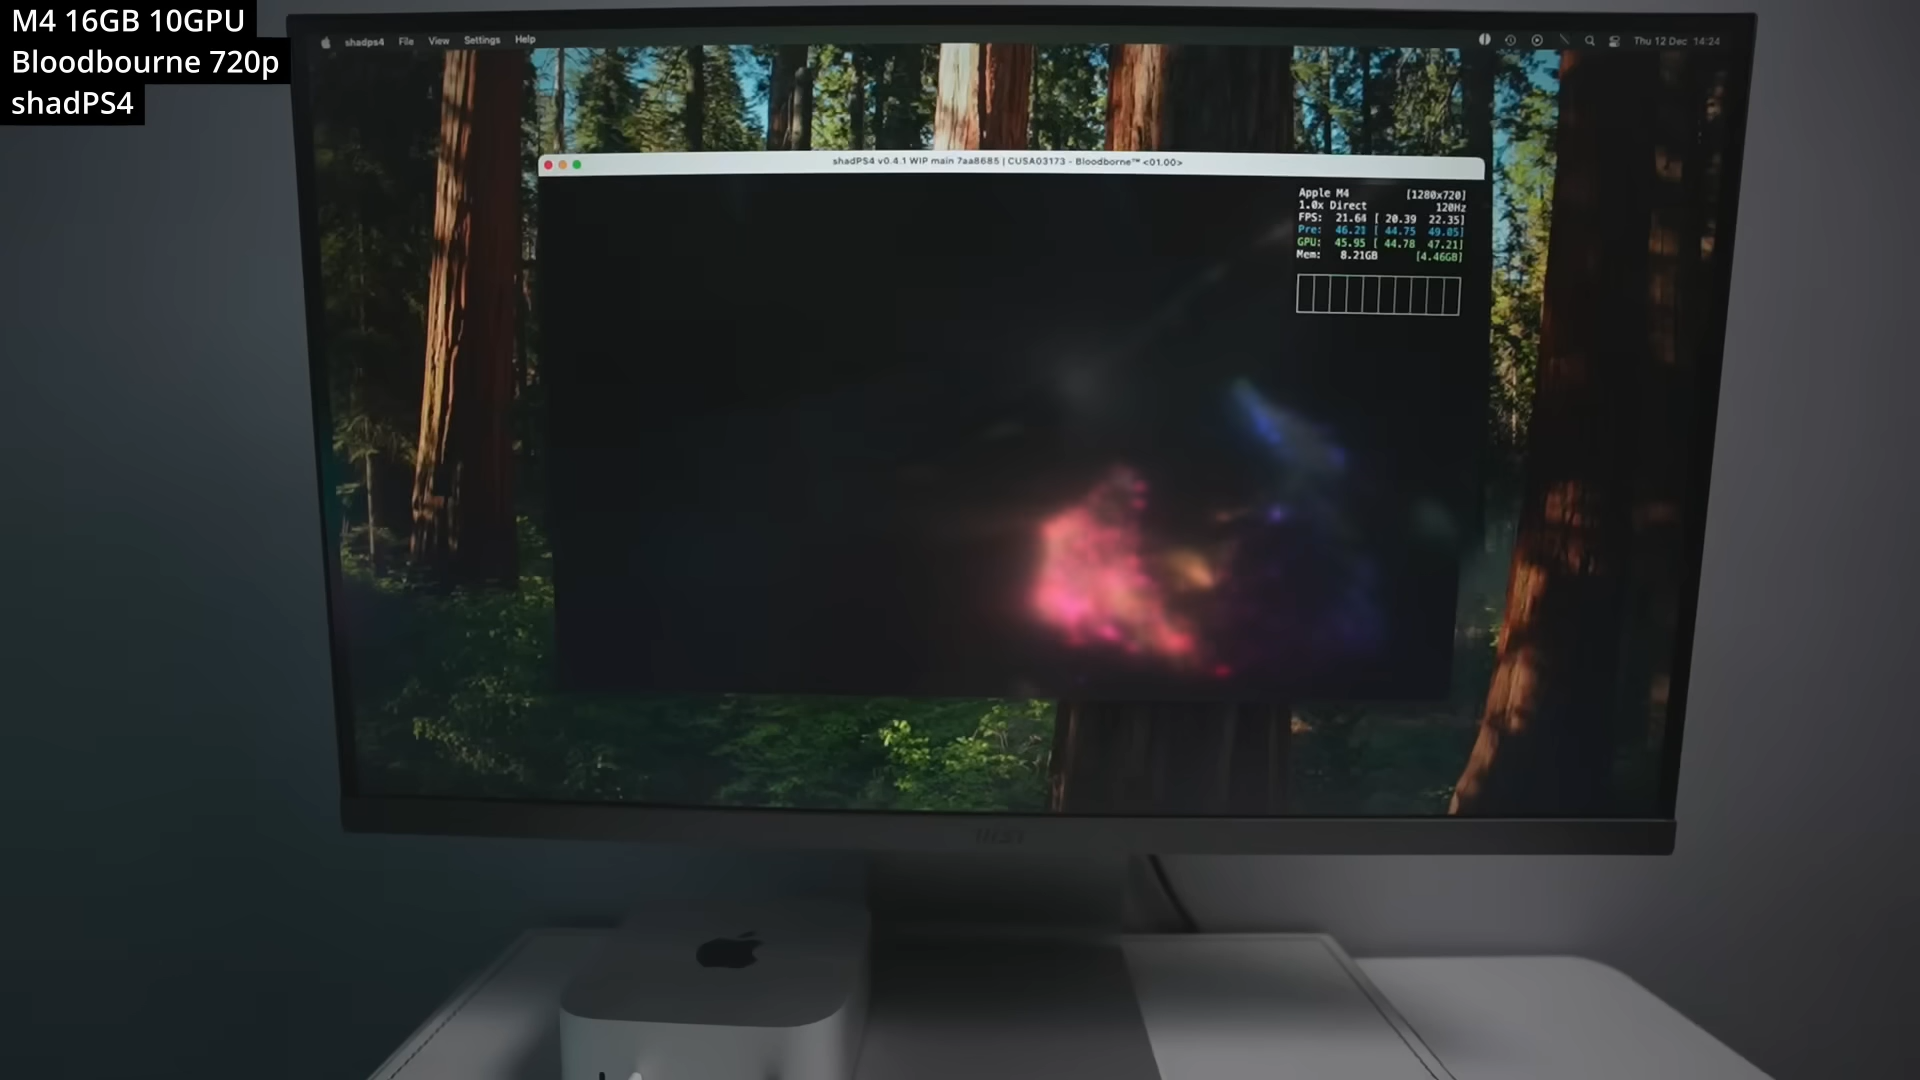 M4 16GB 10GPU
Bloodbourne 720p
shadPS4
shadps4 File View Settings Help
Thu 12 Dec 14:24
shadPS4 v0.4.1 WIP main 7aa8685 | CUSA03173 - Bloodborne™ <01.00>
Apple M4 [1280x720]
1.0x Direct 120Hz
FPS: 21.64 [ 20.39 22.35]
Pre: 46.21 [ 44.75 49.05]
GPU: 45.95 [ 44.78 47.21]
Mem: 8.21GB [4.46GB]
msi